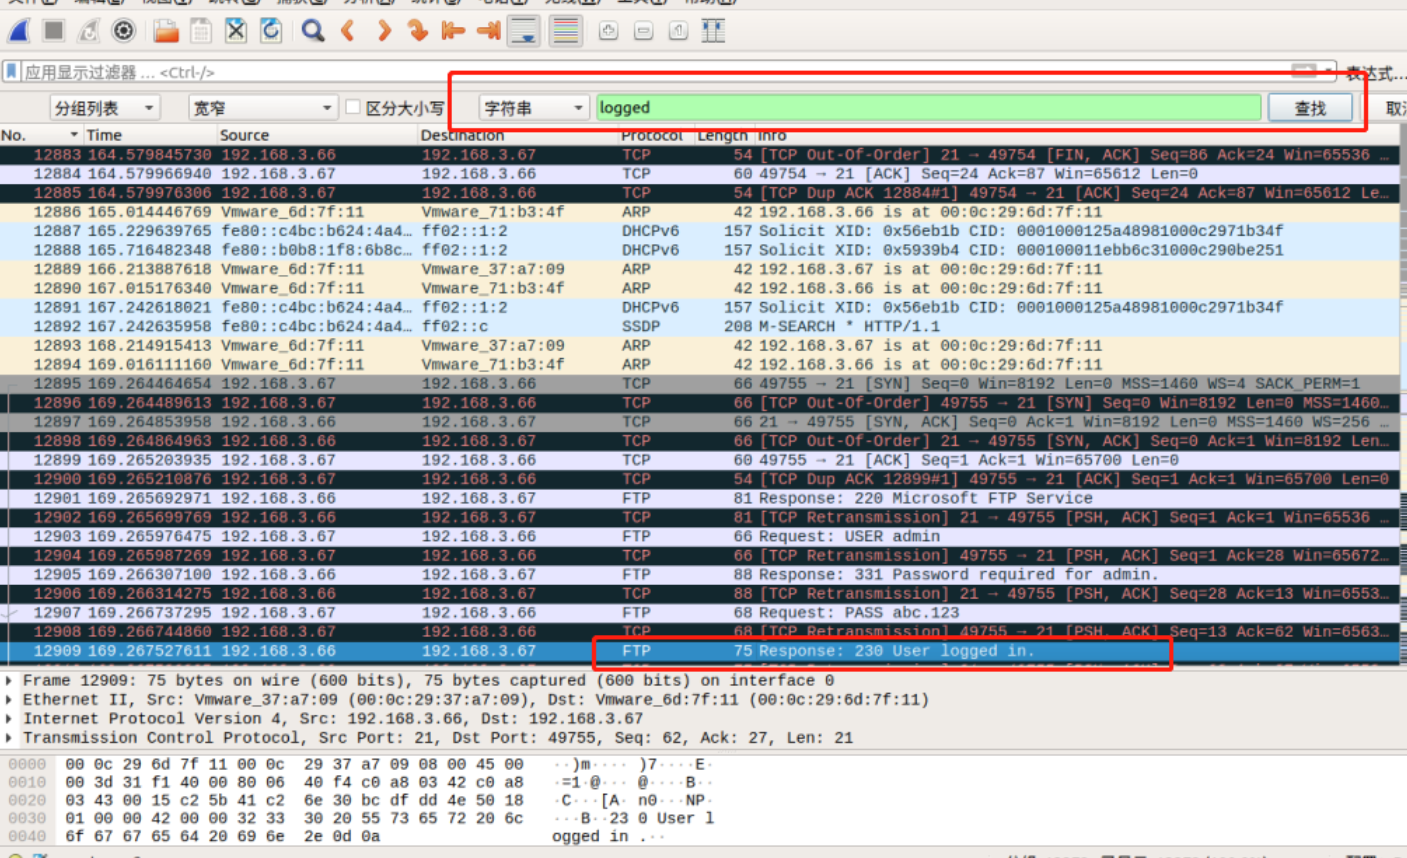 应用显示过滤器 … <Ctrl-/>
表达式…
分组列表 宽窄 区分大小写 字符串 logged 查找
No. Time Source Destination Protocol Length Info
12883 164.579845730 192.168.3.66 192.168.3.67 TCP 54 [TCP Out-Of-Order] 21 → 49754 [FIN, ACK] Seq=86 Ack=24 Win=65536 …
12884 164.579966940 192.168.3.67 192.168.3.66 TCP 60 49754 → 21 [ACK] Seq=24 Ack=87 Win=65612 Len=0
12885 164.579976306 192.168.3.67 192.168.3.66 TCP 54 [TCP Dup ACK 12884#1] 49754 → 21 [ACK] Seq=24 Ack=87 Win=65612 Le…
12886 165.014446769 Vmware_6d:7f:11 Vmware_71:b3:4f ARP 42 192.168.3.66 is at 00:0c:29:6d:7f:11
12887 165.229639765 fe80::c4bc:b624:4a4… ff02::1:2 DHCPv6 157 Solicit XID: 0x56eb1b CID: 0001000125a48981000c2971b34f
12888 165.716482348 fe80::b0b8:1f8:6b8c… ff02::1:2 DHCPv6 157 Solicit XID: 0x5939b4 CID: 000100011ebb6c31000c290be251
12889 166.213887618 Vmware_6d:7f:11 Vmware_37:a7:09 ARP 42 192.168.3.67 is at 00:0c:29:6d:7f:11
12890 167.015176340 Vmware_6d:7f:11 Vmware_71:b3:4f ARP 42 192.168.3.66 is at 00:0c:29:6d:7f:11
12891 167.242618021 fe80::c4bc:b624:4a4… ff02::1:2 DHCPv6 157 Solicit XID: 0x56eb1b CID: 0001000125a48981000c2971b34f
12892 167.242635958 fe80::c4bc:b624:4a4… ff02::c SSDP 208 M-SEARCH * HTTP/1.1
12893 168.214915413 Vmware_6d:7f:11 Vmware_37:a7:09 ARP 42 192.168.3.67 is at 00:0c:29:6d:7f:11
12894 169.016111160 Vmware_6d:7f:11 Vmware_71:b3:4f ARP 42 192.168.3.66 is at 00:0c:29:6d:7f:11
12895 169.264464654 192.168.3.67 192.168.3.66 TCP 66 49755 → 21 [SYN] Seq=0 Win=8192 Len=0 MSS=1460 WS=4 SACK_PERM=1
12896 169.264489613 192.168.3.67 192.168.3.66 TCP 66 [TCP Out-Of-Order] 49755 → 21 [SYN] Seq=0 Win=8192 Len=0 MSS=1460…
12897 169.264853958 192.168.3.66 192.168.3.67 TCP 66 21 → 49755 [SYN, ACK] Seq=0 Ack=1 Win=8192 Len=0 MSS=1460 WS=256 …
12898 169.264864963 192.168.3.66 192.168.3.67 TCP 66 [TCP Out-Of-Order] 21 → 49755 [SYN, ACK] Seq=0 Ack=1 Win=8192 Len…
12899 169.265203935 192.168.3.67 192.168.3.66 TCP 60 49755 → 21 [ACK] Seq=1 Ack=1 Win=65700 Len=0
12900 169.265210876 192.168.3.67 192.168.3.66 TCP 54 [TCP Dup ACK 12899#1] 49755 → 21 [ACK] Seq=1 Ack=1 Win=65700 Len=0
12901 169.265692971 192.168.3.66 192.168.3.67 FTP 81 Response: 220 Microsoft FTP Service
12902 169.265699769 192.168.3.66 192.168.3.67 TCP 81 [TCP Retransmission] 21 → 49755 [PSH, ACK] Seq=1 Ack=1 Win=65536 …
12903 169.265976475 192.168.3.67 192.168.3.66 FTP 66 Request: USER admin
12904 169.265987269 192.168.3.67 192.168.3.66 TCP 66 [TCP Retransmission] 49755 → 21 [PSH, ACK] Seq=1 Ack=28 Win=65672…
12905 169.266307100 192.168.3.66 192.168.3.67 FTP 88 Response: 331 Password required for admin.
12906 169.266314275 192.168.3.66 192.168.3.67 TCP 88 [TCP Retransmission] 21 → 49755 [PSH, ACK] Seq=28 Ack=13 Win=6553…
12907 169.266737295 192.168.3.67 192.168.3.66 FTP 68 Request: PASS abc.123
12908 169.266744860 192.168.3.67 192.168.3.66 TCP 68 [TCP Retransmission] 49755 → 21 [PSH, ACK] Seq=13 Ack=62 Win=6563…
12909 169.267527611 192.168.3.66 192.168.3.67 FTP 75 Response: 230 User logged in.
Frame 12909: 75 bytes on wire (600 bits), 75 bytes captured (600 bits) on interface 0
Ethernet II, Src: Vmware_37:a7:09 (00:0c:29:37:a7:09), Dst: Vmware_6d:7f:11 (00:0c:29:6d:7f:11)
Internet Protocol Version 4, Src: 192.168.3.66, Dst: 192.168.3.67
Transmission Control Protocol, Src Port: 21, Dst Port: 49755, Seq: 62, Ack: 27, Len: 21
0000 00 0c 29 6d 7f 11 00 0c 29 37 a7 09 08 00 45 00 ··)m···· )7····E·
0010 00 3d 31 f1 40 00 80 06 40 f4 c0 a8 03 42 c0 a8 ·=1·@··· @····B··
0020 03 43 00 15 c2 5b 41 c2 6e 30 bc df dd 4e 50 18 ·C···[A· n0···NP·
0030 01 00 00 42 00 00 32 33 30 20 55 73 65 72 20 6c ···B··23 0 User l
0040 6f 67 67 65 64 20 69 6e 2e 0d 0a ogged in .··